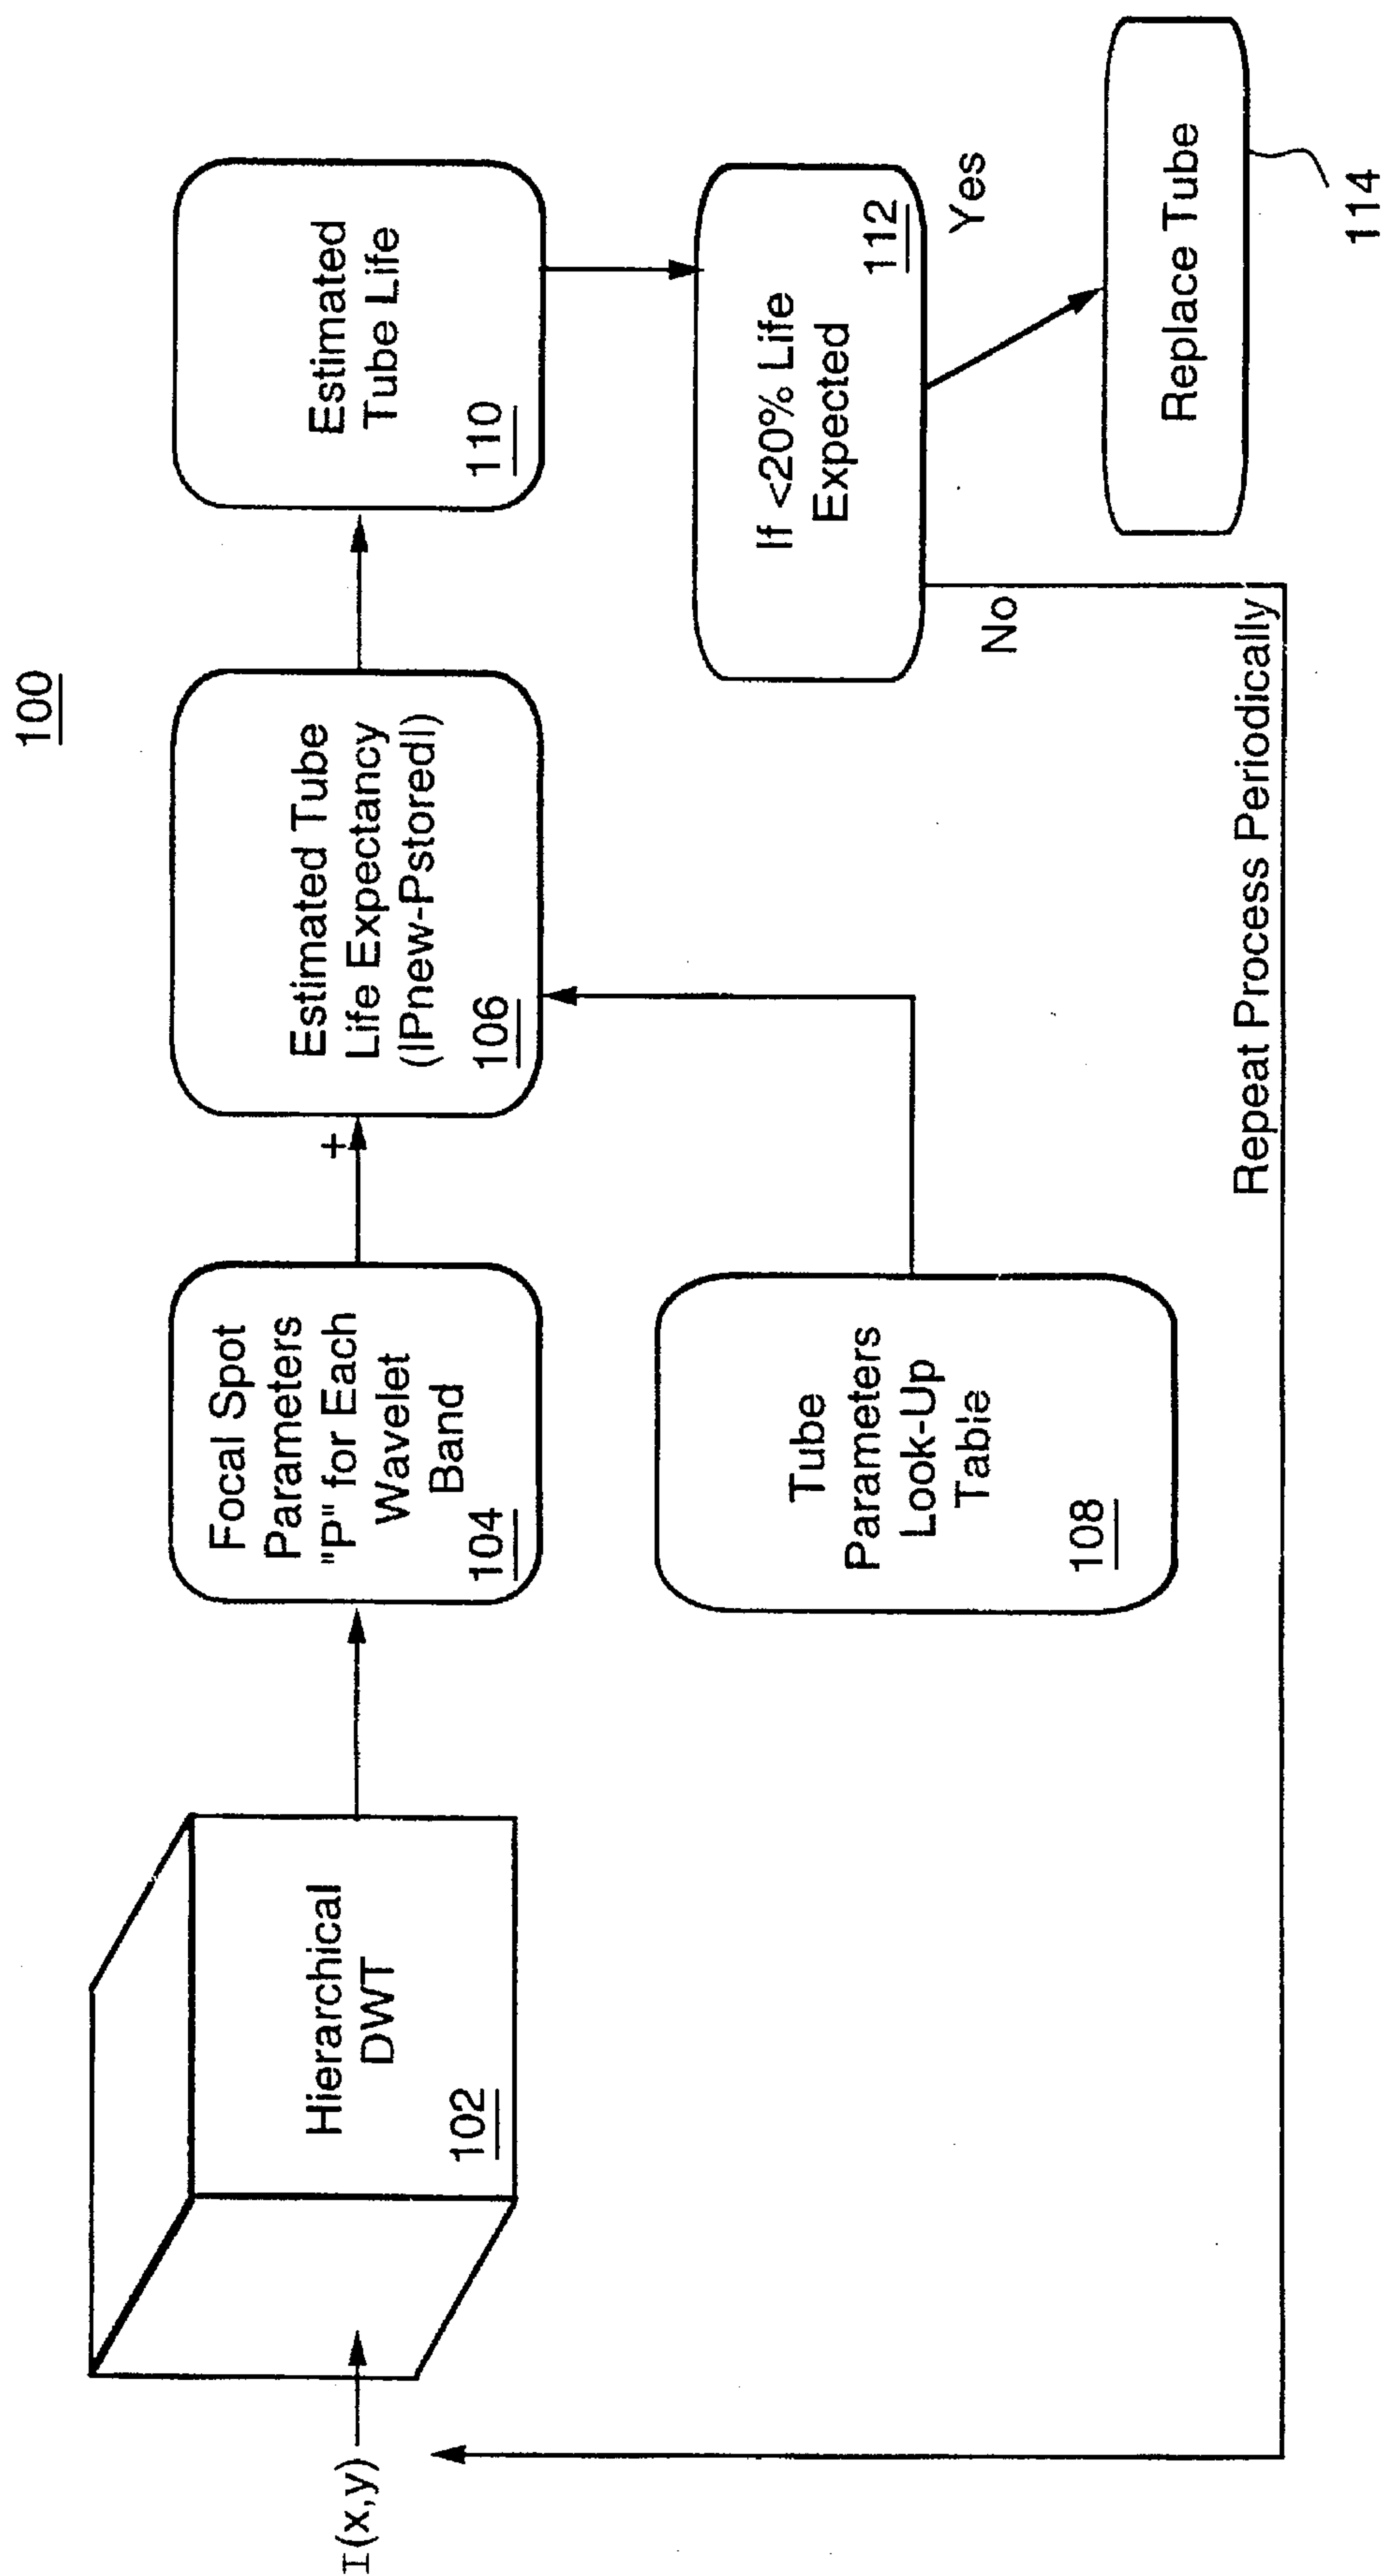 100
I(x,y)
Hierarchical
DWT
102
Focal Spot
Parameters
"P" for Each
Wavelet
Band
104
+
Estimated Tube
Life Expectancy
(|Pnew-Pstored|)
106
Estimated
Tube Life
110
Tube
Parameters
Look-Up
Table
108
If <20% Life
Expected
112
No
Yes
Replace Tube
114
Repeat Process Periodically